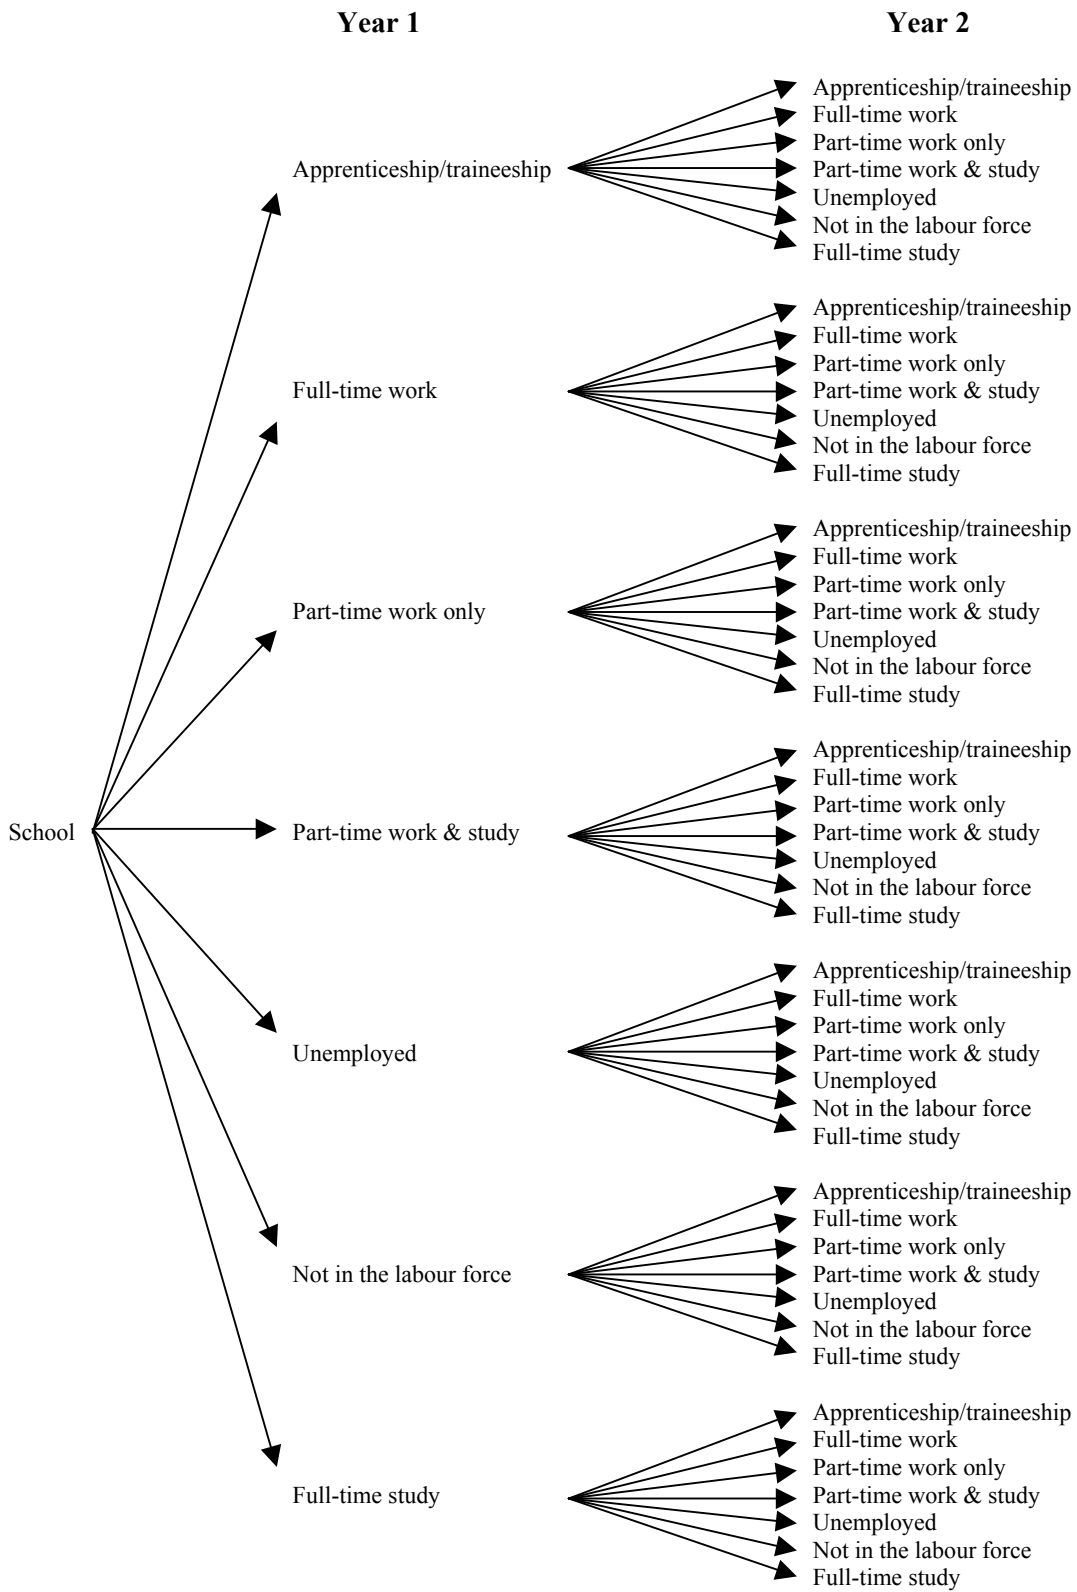 Year 1 Year 2
Apprenticeship/traineeship
Full-time work
Part-time work only
Apprenticeship/traineeship Part-time work & study
Unemployed
Not in the labour force
Full-time study
Apprenticeship/traineeship
Full-time work
Part-time work only
Full-time work Part-time work & study
Unemployed
Not in the labour force
Full-time study
Apprenticeship/traineeship
Full-time work
Part-time work only
Part-time work only Part-time work & study
Unemployed
Not in the labour force
Full-time study
Apprenticeship/traineeship
Full-time work
Part-time work only
School Part-time work & study Part-time work & study
Unemployed
Not in the labour force
Full-time study
Apprenticeship/traineeship
Full-time work
Part-time work only
Unemployed Part-time work & study
Unemployed
Not in the labour force
Full-time study
Apprenticeship/traineeship
Full-time work
Part-time work only
Not in the labour force Part-time work & study
Unemployed
Not in the labour force
Full-time study
Apprenticeship/traineeship
Full-time work
Part-time work only
Full-time study Part-time work & study
Unemployed
Not in the labour force
Full-time study